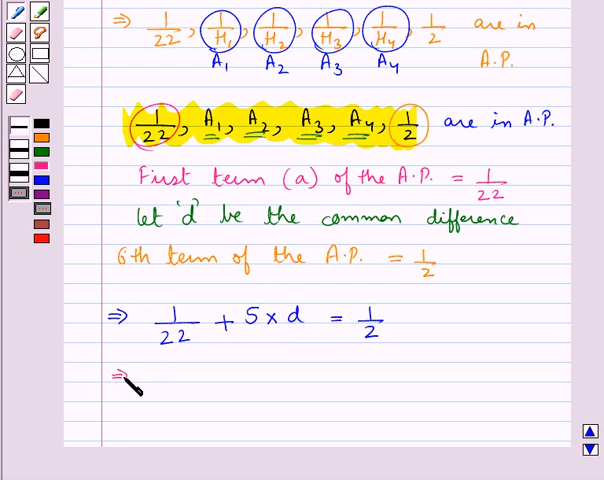 ⇒ 1/22, 1/H₁, 1/H₂, 1/H₃, 1/H₄, 1/2 are in
A₁ A₂ A₃ A₄ A.P.
1/22, A₁, A₂, A₃, A₄, 1/2 are in A.P.
First term (a) of the A.P. = 1/22
let 'd' be the common difference
6th term of the A.P. = 1/2
⇒ 1/22 + 5 × d = 1/2
⇒